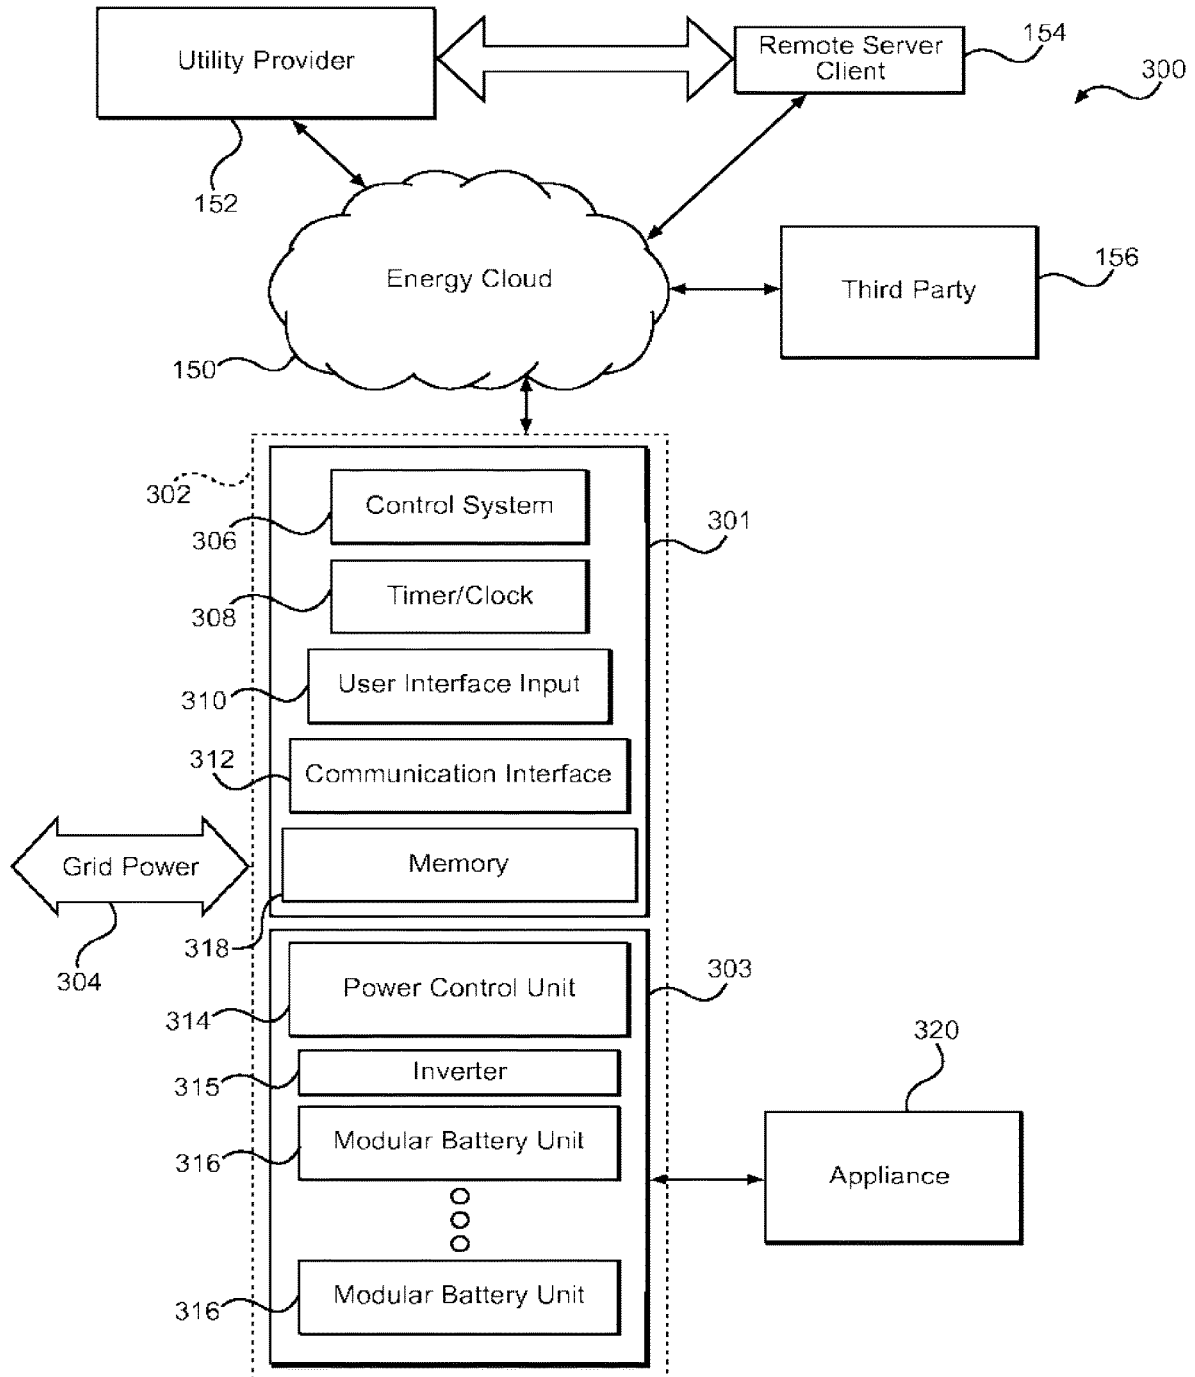 Utility Provider
Remote Server
Client
154
300
152
Energy Cloud
Third Party
156
150
302
Control System
306
301
Timer/Clock
308
User Interface Input
310
312
Communication Interface
Grid Power
Memory
318
304
Power Control Unit
303
314
Inverter
315
320
Modular Battery Unit
316
Appliance
Modular Battery Unit
316